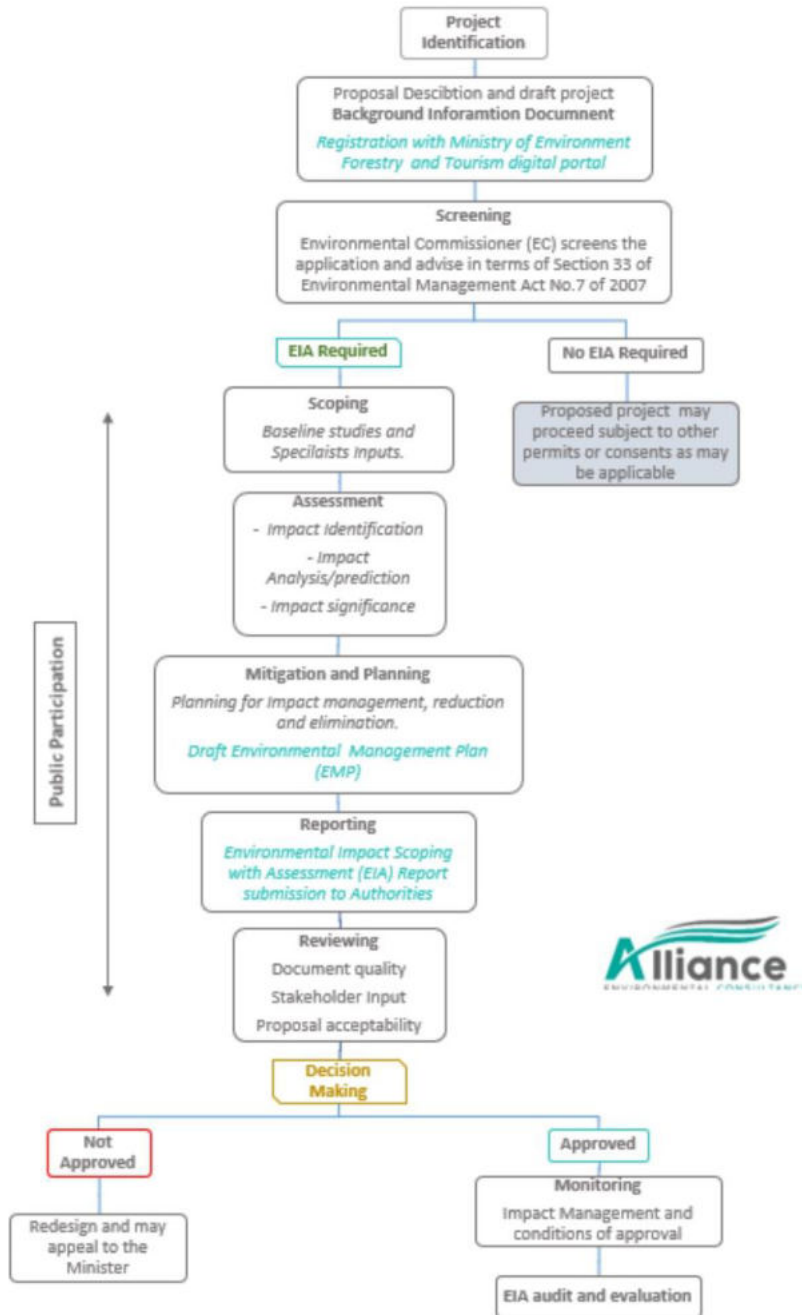 Project
Identification
Proposal Descibtion and draft project
Background Inforamtion Documnent
Registration with Ministry of Environment
Forestry and Tourism digital portal
Screening
Environmental Commissioner (EC) screens the
application and advise in terms of Section 33 of
Environmental Management Act No.7 of 2007
EIA Required
No EIA Required
Scoping
Baseline studies and
Specilaists Inputs.
Proposed project may
proceed subject to other
permits or consents as may
be applicable
Assessment
- Impact Identification
- Impact
Analysis/prediction
- Impact significance
Public Participation
Mitigation and Planning
Planning for Impact management, reduction
and elimination.
Draft Environmental Management Plan
(EMP)
Reporting
Environmental Impact Scoping
with Assessment (EIA) Report
submission to Authorities
Reviewing
Document quality
Stakeholder Input
Proposal acceptability
Alliance
ENVIRONMENTAL CONSULTANC
Decision
Making
Not
Approved
Approved
Redesign and may
appeal to the
Minister
Monitoring
Impact Management and
conditions of approval
EIA audit and evaluation